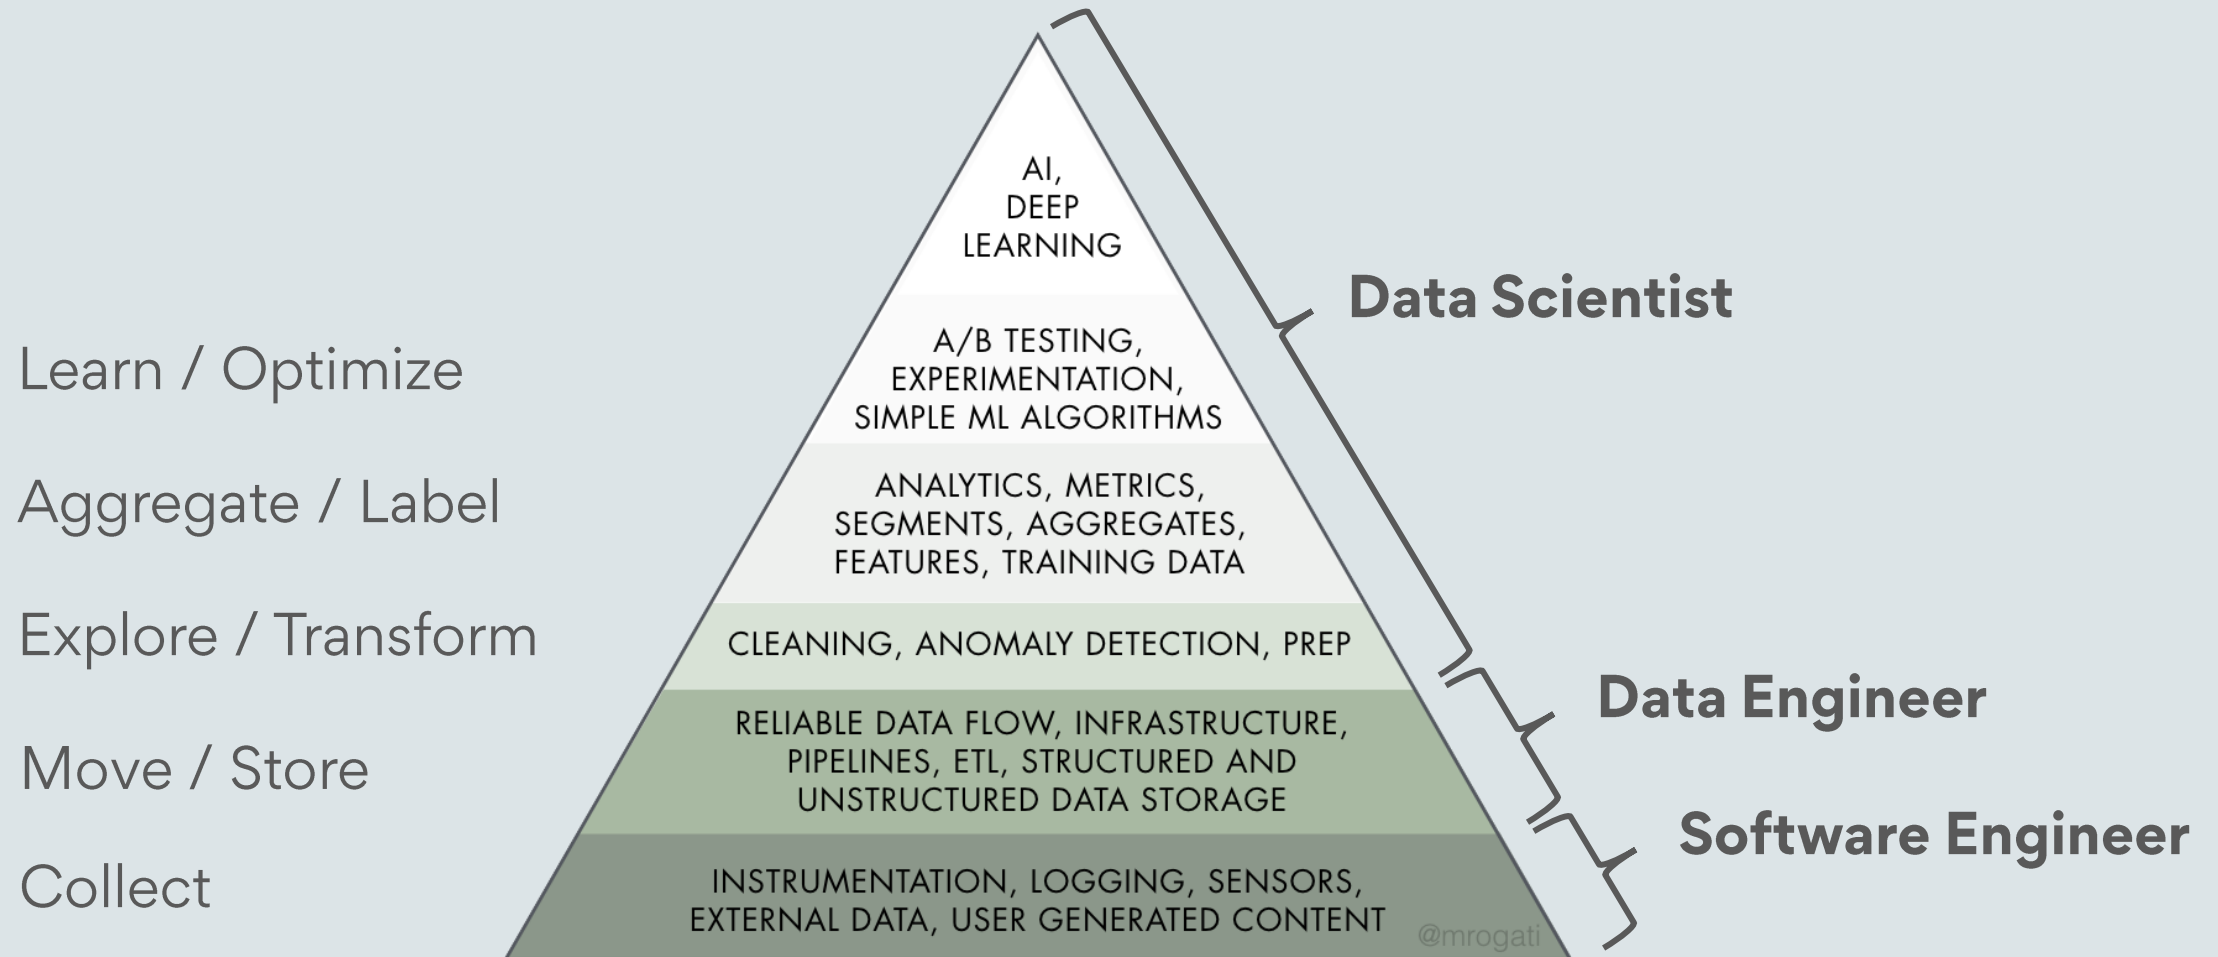 AI,
DEEP
LEARNING
Data Scientist
Learn / Optimize
A/B TESTING,
EXPERIMENTATION,
SIMPLE ML ALGORITHMS
Aggregate / Label
ANALYTICS, METRICS,
SEGMENTS, AGGREGATES,
FEATURES, TRAINING DATA
Explore / Transform
CLEANING, ANOMALY DETECTION, PREP
Data Engineer
Move / Store
RELIABLE DATA FLOW, INFRASTRUCTURE,
PIPELINES, ETL, STRUCTURED AND
UNSTRUCTURED DATA STORAGE
Software Engineer
Collect
INSTRUMENTATION, LOGGING, SENSORS,
EXTERNAL DATA, USER GENERATED CONTENT
@mrogati